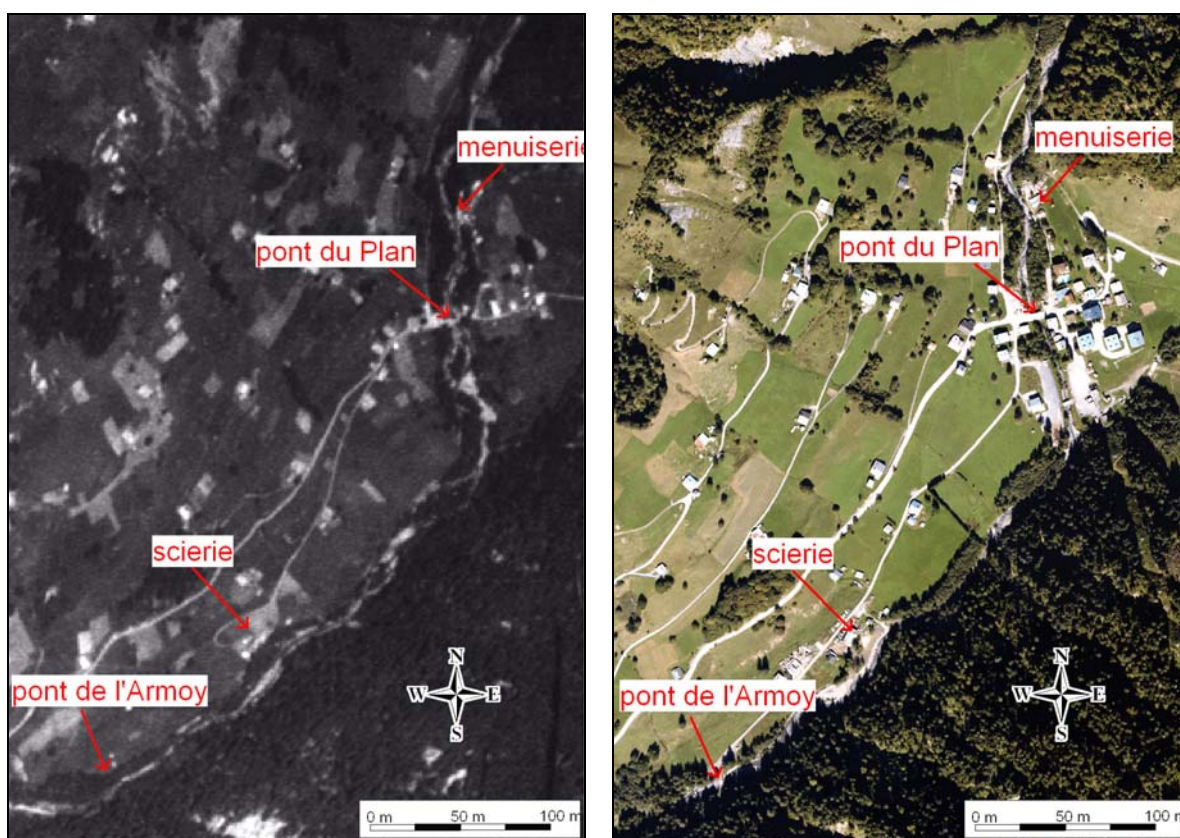 menuiserie
pont du Plan
scierie
pont de l'Armoy
N
W E
S
0 m 50 m 100 m
menuiserie
pont du Plan
scierie
pont de l'Armoy
N
W E
S
0 m 50 m 100 m